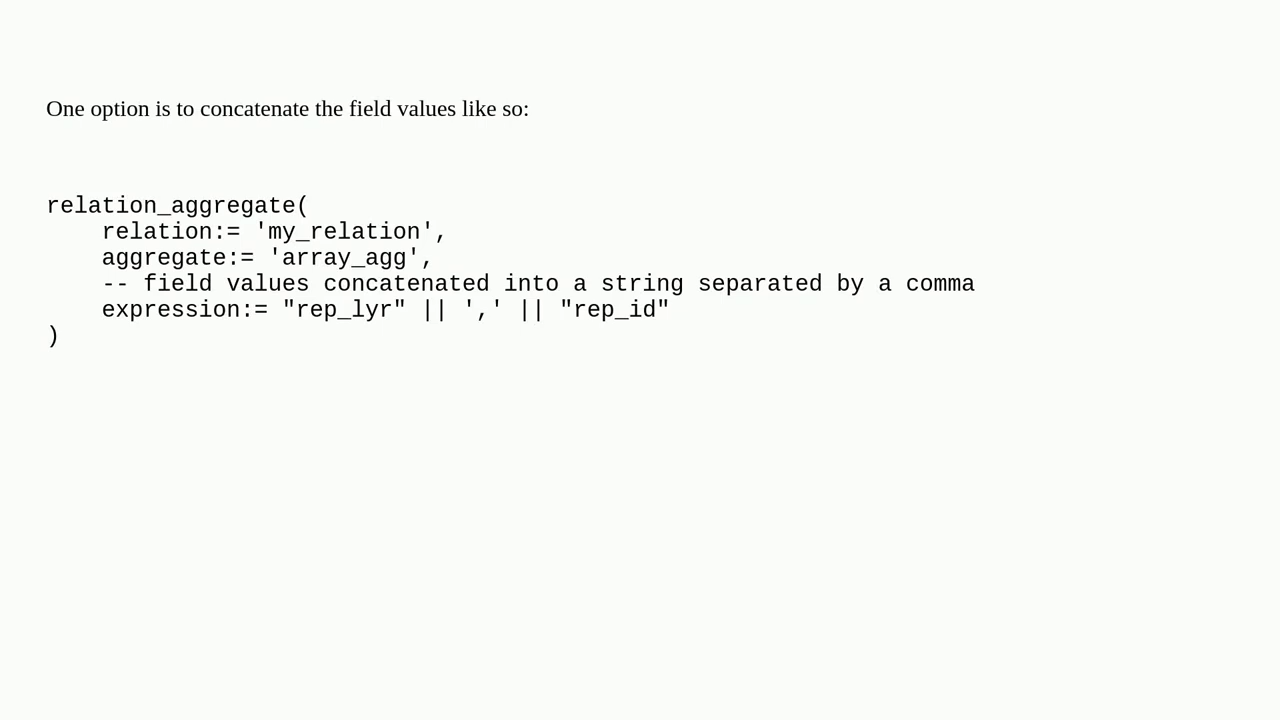 One option is to concatenate the field values like so:
relation_aggregate(
    relation:= 'my_relation',
    aggregate:= 'array_agg',
    -- field values concatenated into a string separated by a comma
    expression:= "rep_lyr" || ',' || "rep_id"
)